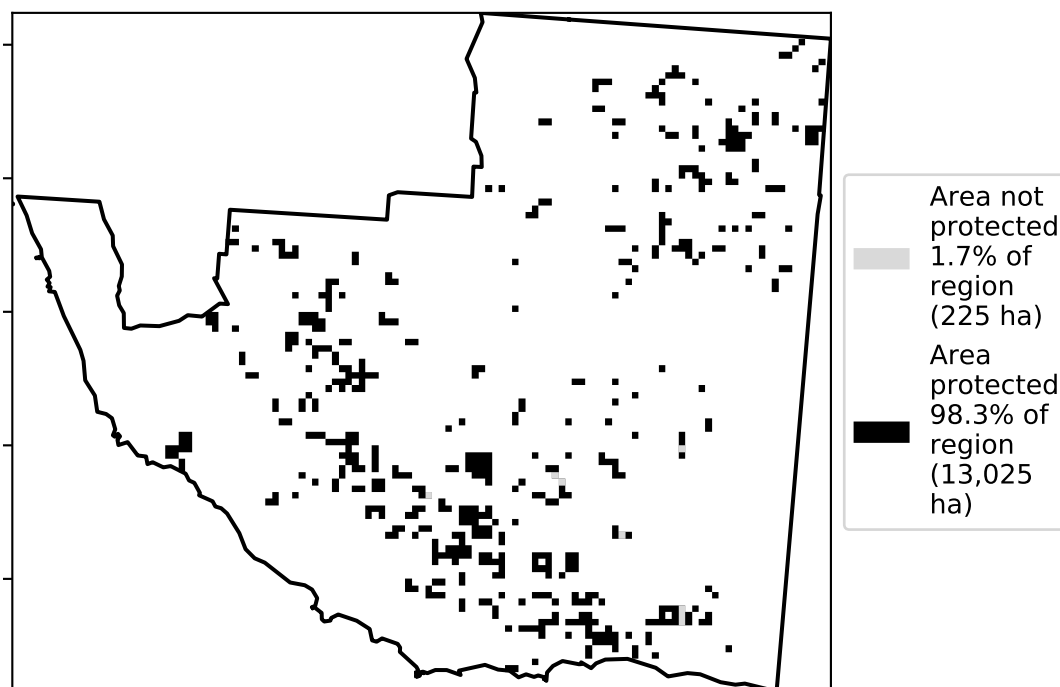 Area not
protected
1.7% of
region
(225 ha)
Area
protected
98.3% of
region
(13,025
ha)